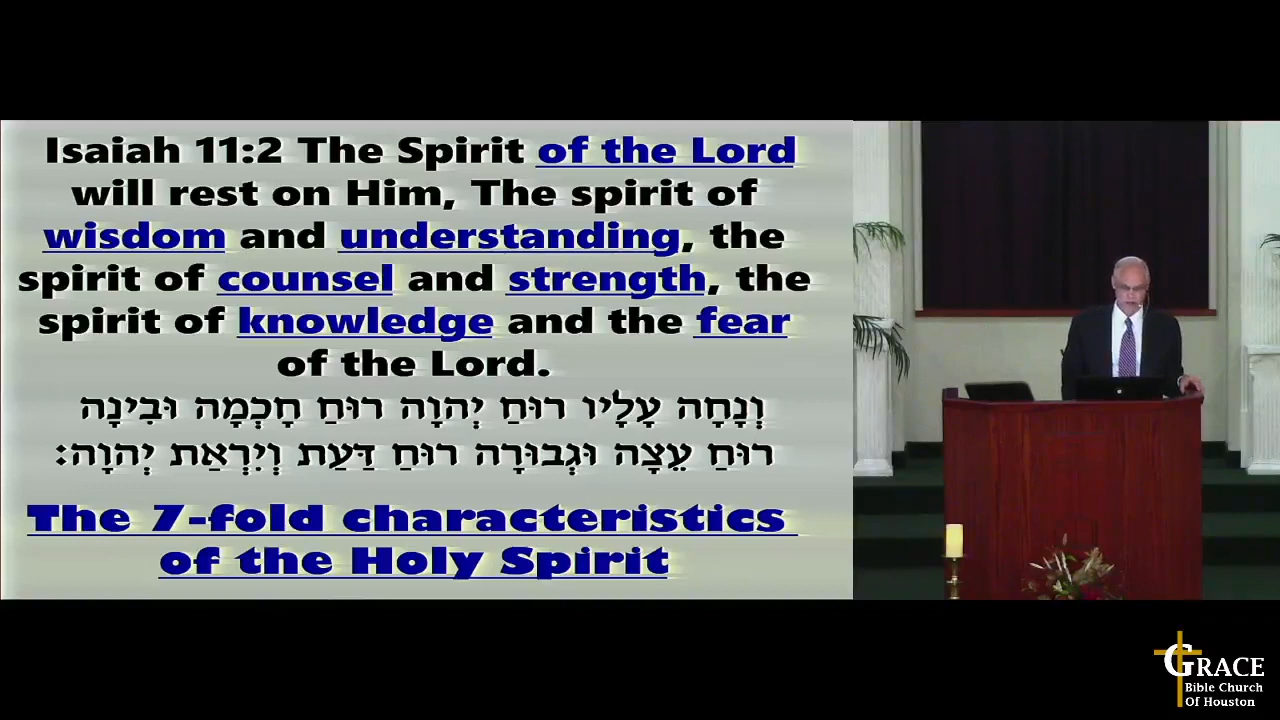 Isaiah 11:2 The Spirit of the Lord
will rest on Him, The spirit of
wisdom and understanding, the
spirit of counsel and strength, the
spirit of knowledge and the fear
of the Lord.
וְנָחָה עָלָיו רוּחַ יְהוָה רוּחַ חָכְמָה וּבִינָה
רוּחַ עֵצָה וּגְבוּרָה רוּחַ דַּעַת וְיִרְאַת יְהוָה׃
The 7-fold characteristics
of the Holy Spirit
GRACE
Bible Church
Of Houston